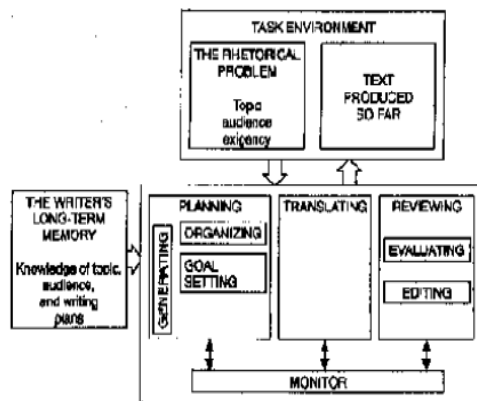 TASK ENVIRONMENT
THE RHETORICAL
PROBLEM
Topic
audience
exigency
TEXT
PRODUCED
SO FAR
THE WRITER'S
LONG-TERM
MEMORY
Knowledge of topic,
audience,
and writing
plans
PLANNING
GENERATING
ORGANIZING
GOAL
SETTING
TRANSLATING
REVIEWING
EVALUATING
EDITING
MONITOR